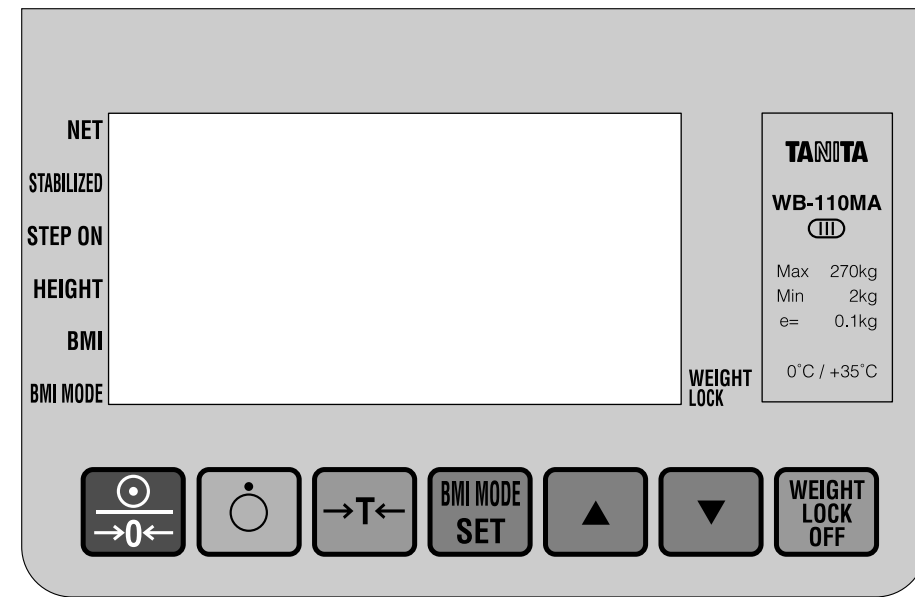 NET
STABILIZED
STEP ON
HEIGHT
BMI
BMI MODE
WEIGHT
LOCK
TANITA
WB-110MA
III
Max 270kg
Min 2kg
e= 0.1kg
0°C / +35°C
→0←
→T←
BMI MODE
SET
▲
▼
WEIGHT
LOCK
OFF